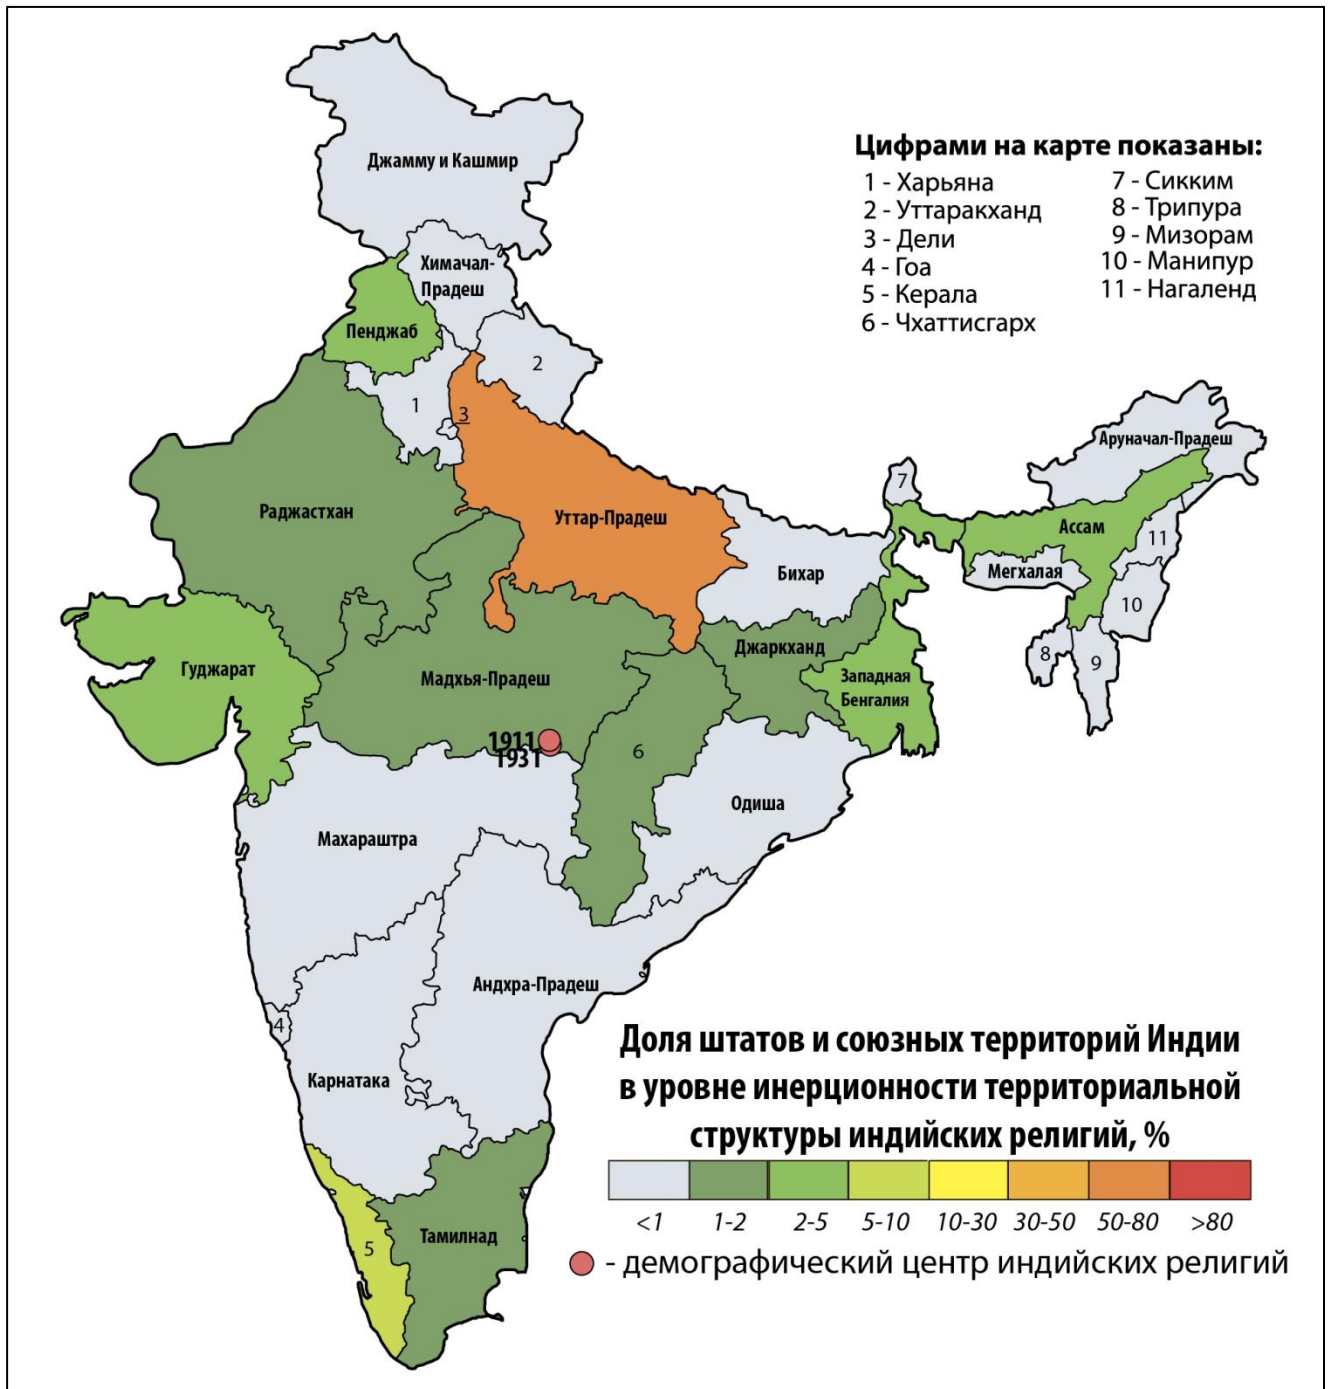 Цифрами на карте показаны:
1 - Харьяна
2 - Уттаракханд
3 - Дели
4 - Гоа
5 - Керала
6 - Чхаттисгарх
7 - Сикким
8 - Трипура
9 - Мизорам
10 - Манипур
11 - Нагаленд
Джамму и Кашмир
Химачал-
Прадеш
Пенджаб
2
1
3
Аруначал-Прадеш
7
Раджастхан
Уттар-Прадеш
Ассам
11
Бихар
Мегхалая
10
Джаркханд
8
9
Гуджарат
Мадхья-Прадеш
Западная
Бенгалия
1911
1931
6
Одиша
Махараштра
Андхра-Прадеш
4
Карнатака
5
Тамилнад
Доля штатов и союзных территорий Индии
в уровне инерционности территориальной
структуры индийских религий, %
<1 1-2 2-5 5-10 10-30 30-50 50-80 >80
- демографический центр индийских религий